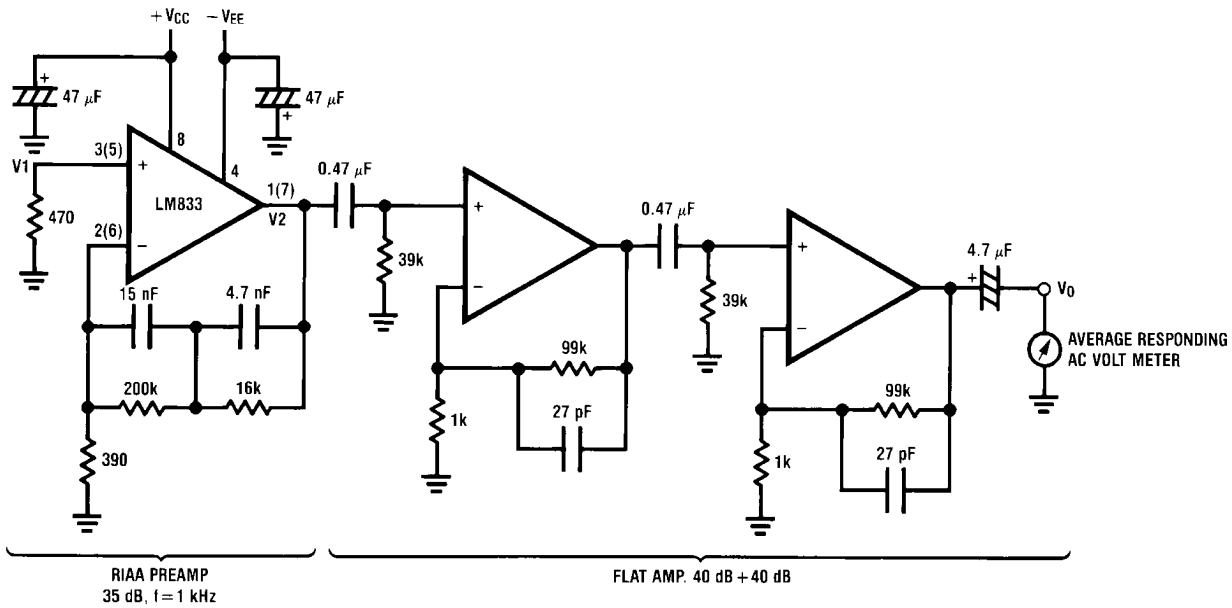 + VCC
− VEE
+
47 μF
47 μF
+
8
3(5)
V1
+
4
0.47 μF
LM833
1(7)
V2
470
2(6)
−
+
0.47 μF
39k
−
+
4.7 μF
+
VO
15 nF
4.7 nF
39k
−
AVERAGE RESPONDING
AC VOLT METER
200k
16k
99k
1k
27 pF
99k
390
1k
27 pF
RIAA PREAMP
35 dB, f = 1 kHz
FLAT AMP. 40 dB + 40 dB